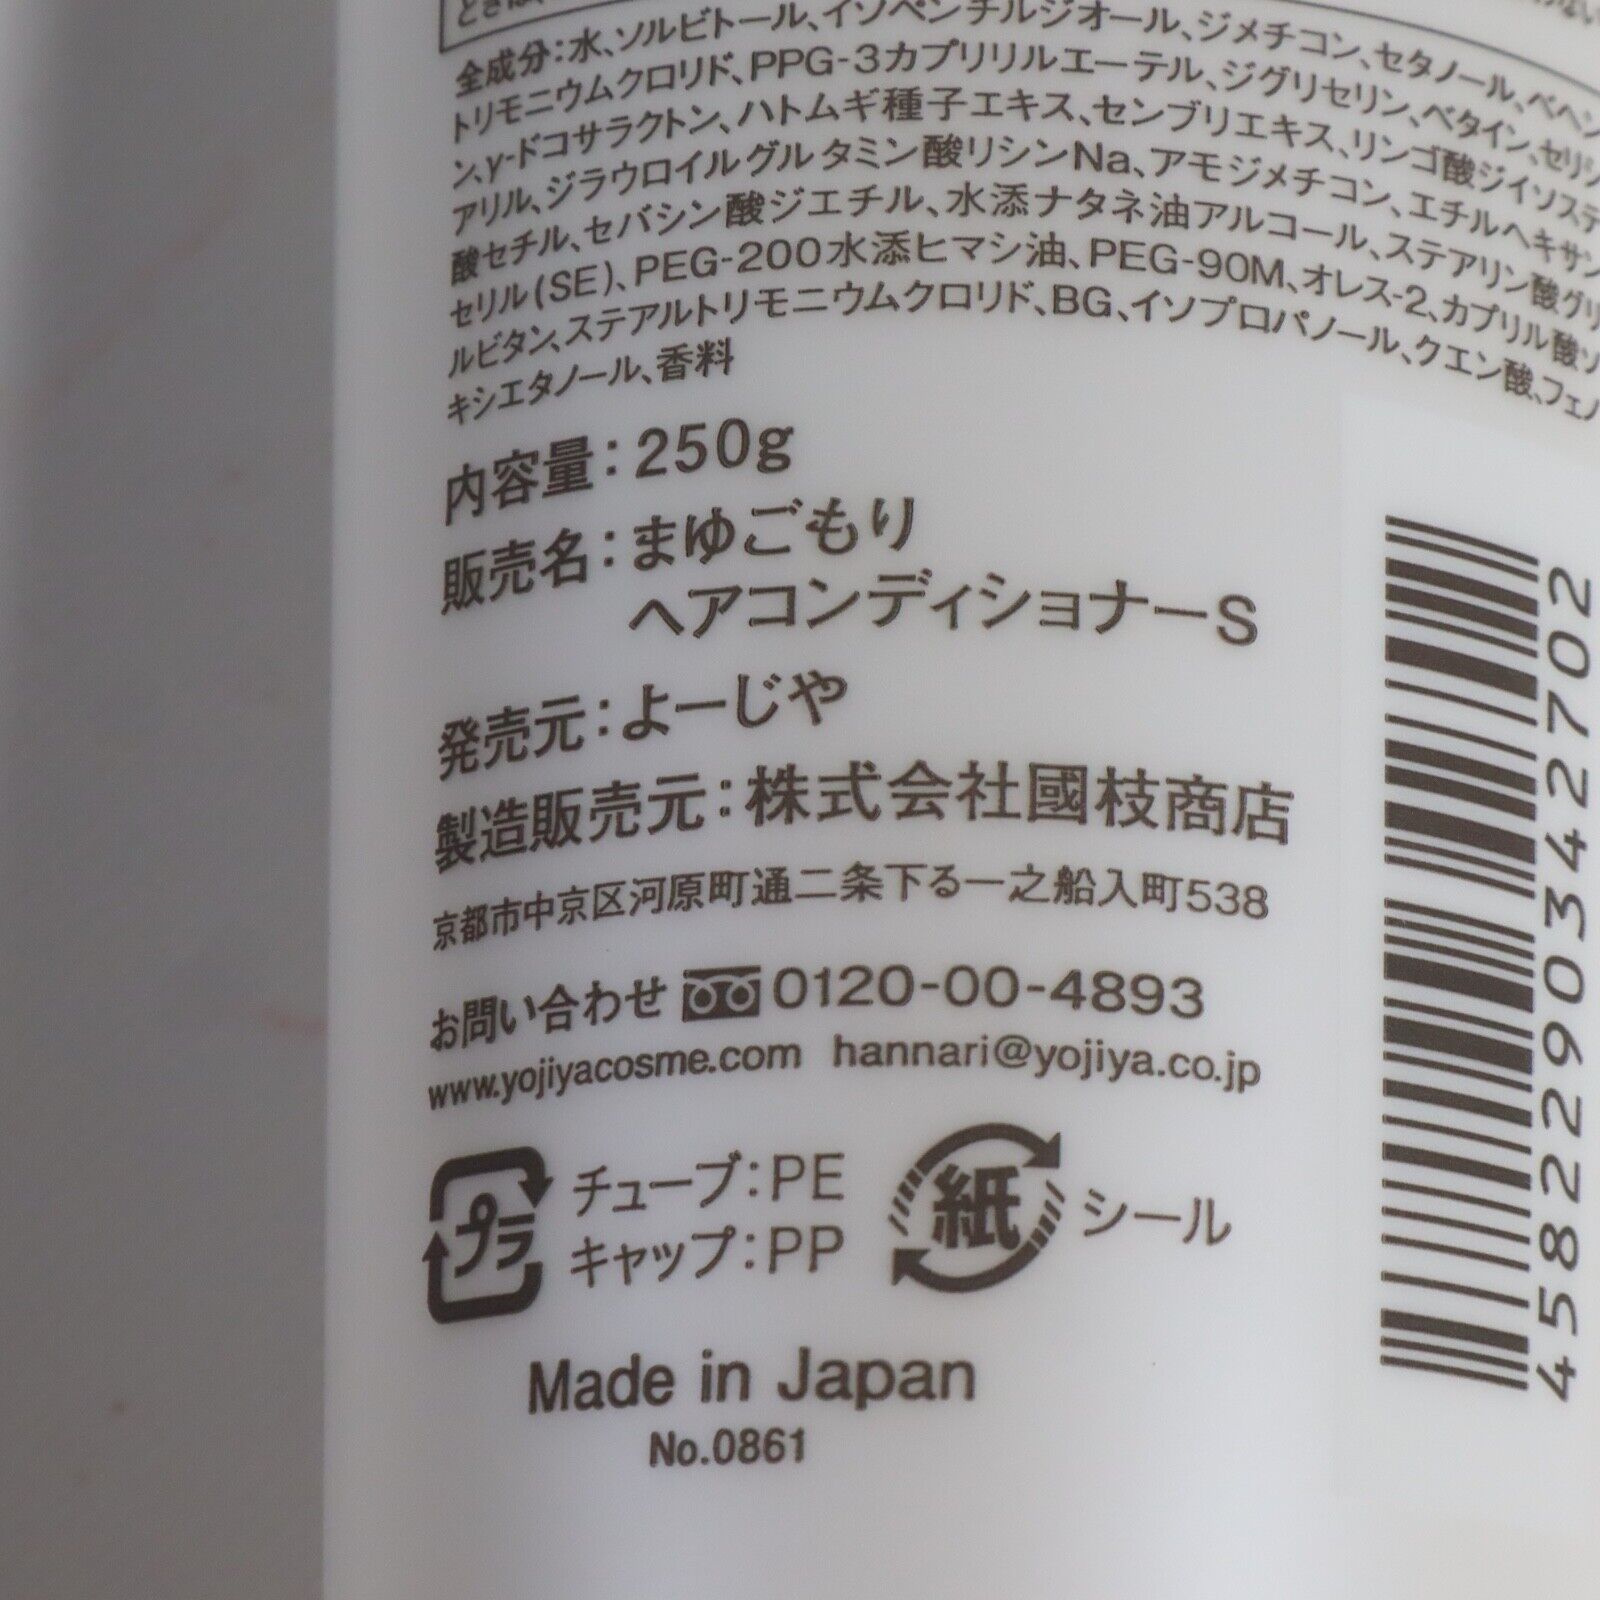 全成分:水、ソルビトール、イソペンチルジオール、ジメチコン、セタノール、ベヘン
トリモニウムクロリド、PPG-3カプリリルエーテル、ジグリセリン、ベタイン、セリシ
ン、γ-ドコサラクトン、ハトムギ種子エキス、センブリエキス、リンゴ酸ジイソステ
アリル、ジラウロイルグルタミン酸リシンNa、アモジメチコン、エチルヘキサン
酸セチル、セバシン酸ジエチル、水添ナタネ油アルコール、ステアリン酸グリ
セリル(SE)、PEG-200水添ヒマシ油、PEG-90M、オレス-2、カプリル酸ソ
ルビタン、ステアルトリモニウムクロリド、BG、イソプロパノール、クエン酸、フェノ
キシエタノール、香料
内容量:250g
販売名:まゆごもり
ヘアコンディショナーS
発売元:よーじや
製造販売元:株式会社國枝商店
京都市中京区河原町通二条下る一之船入町538
お問い合わせ 0120-00-4893
www.yojiyacosme.com hannari@yojiya.co.jp
プラ チューブ:PE
キャップ:PP
紙 シール
Made in Japan
No.0861
4582290342702